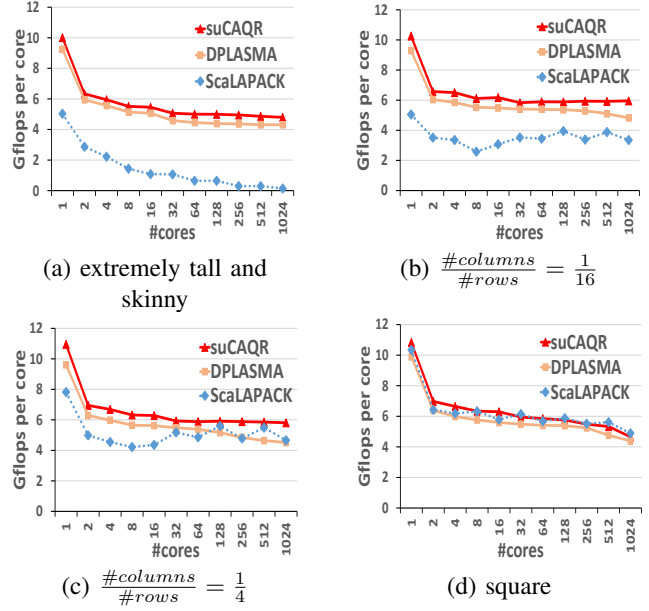 suCAQR
DPLASMA
ScaLAPACK
Gflops per core
12
10
8
6
4
2
0
1 2 4 8 16 32 64 128 256 512 1024
#cores
(a) extremely tall and
skinny
suCAQR
DPLASMA
ScaLAPACK
Gflops per core
12
10
8
6
4
2
0
1 2 4 8 16 32 64 128 256 512 1024
#cores
(b) #columns/#rows = 1/16
suCAQR
DPLASMA
ScaLAPACK
Gflops per core
12
10
8
6
4
2
0
1 2 4 8 16 32 64 128 256 512 1024
#cores
(c) #columns/#rows = 1/4
suCAQR
DPLASMA
ScaLAPACK
Gflops per core
12
10
8
6
4
2
0
1 2 4 8 16 32 64 128 256 512 1024
#cores
(d) square